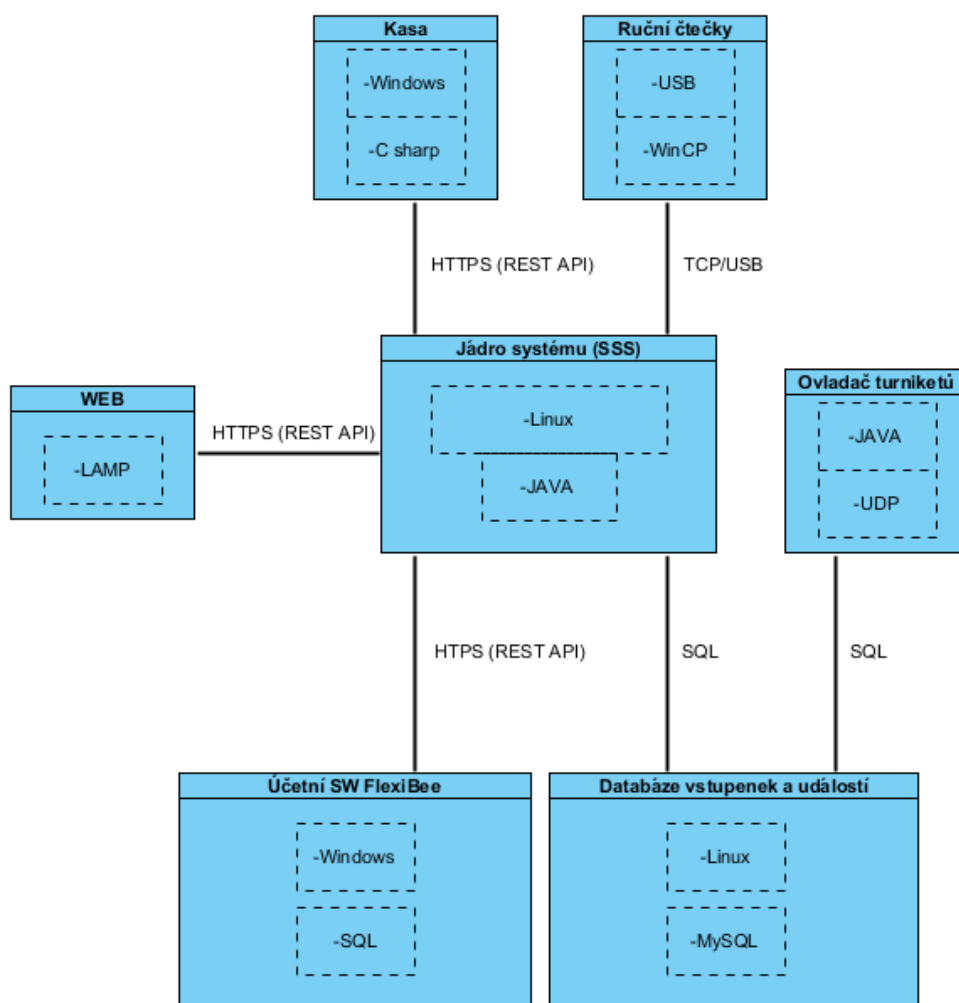 Kasa
-Windows
-C sharp
Ruční čtečky
-USB
-WinCP
HTTPS (REST API)
TCP/USB
Jádro systému (SSS)
-Linux
-JAVA
WEB
-LAMP
HTTPS (REST API)
Ovladač turniketů
-JAVA
-UDP
HTPS (REST API)
SQL
SQL
Účetní SW FlexiBee
-Windows
-SQL
Databáze vstupenek a událostí
-Linux
-MySQL